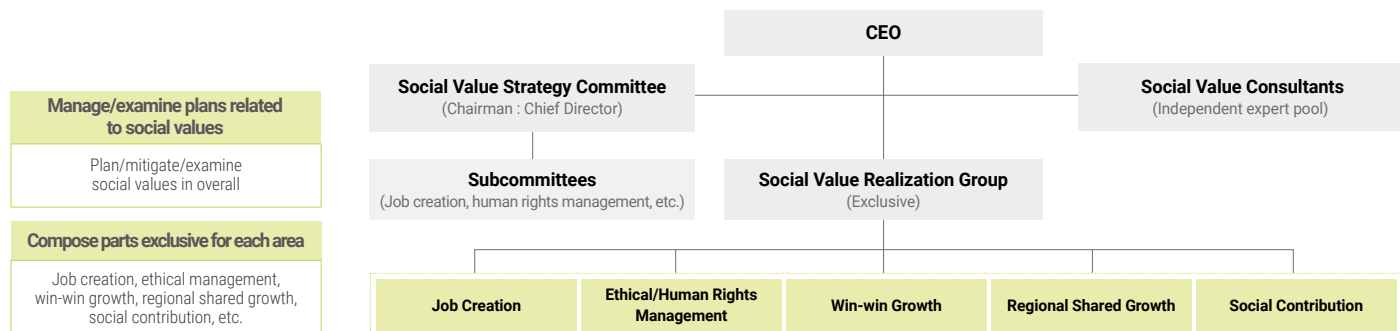 CEO
Social Value Strategy Committee
(Chairman : Chief Director)
Social Value Consultants
(Independent expert pool)
Manage/examine plans related
to social values
Plan/mitigate/examine
social values in overall
Subcommittees
(Job creation, human rights management, etc.)
Social Value Realization Group
(Exclusive)
Compose parts exclusive for each area
Job creation, ethical management,
win-win growth, regional shared growth,
social contribution, etc.
Job Creation
Ethical/Human Rights
Management
Win-win Growth
Regional Shared Growth
Social Contribution